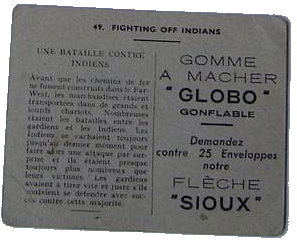 49. FIGHTING OFF INDIANS
UNE BATAILLE CONTRE
INDIENS
Avant que les chemins de fer
ne fussent construits dans le Far-
West, les marchandises étaient
transportées dans de grands et
lourds chariots. Nombreuses
étaient les batailles entre les
gardiens et les Indiens. Les
Indiens se cachaient toujours
jusqu'au dernier moment pour
faire alors une attaque par sur-
prise et ils étaient presque
toujours plus nombreux que
leurs victimes. Les gardiens
avaient à tirer vite et juste s'ils
voulaient se défendre avec suc-
cès contre cette majorité.
GOMME
A MACHER
"GLOBO"
GONFLABLE
Demandez
contre 25 Enveloppes
notre
FLÈCHE
"SIOUX"